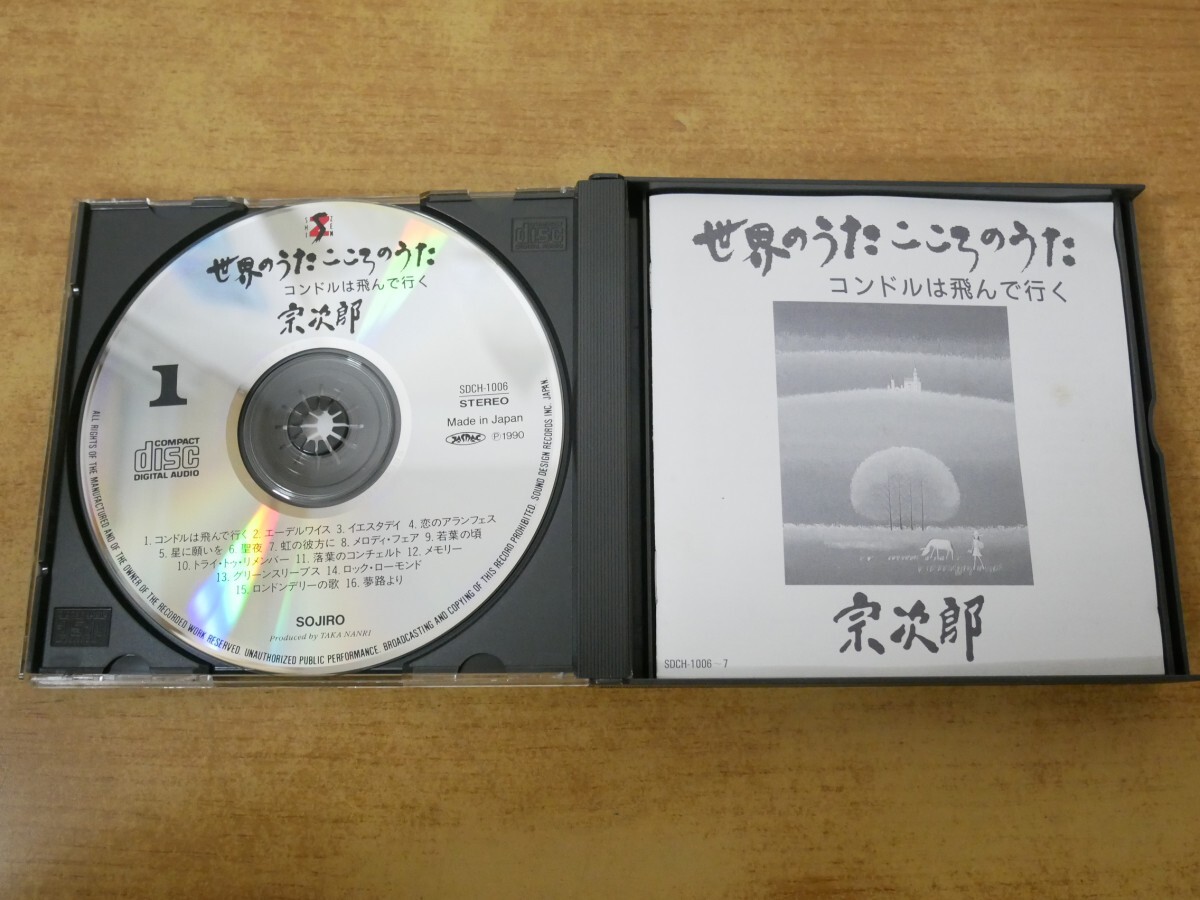 世界のうた こころのうた
コンドルは飛んで行く
宗次郎
1
COMPACT
disc
DIGITAL AUDIO
SDCH-1006
STEREO
Made in Japan
℗1990
1. コンドルは飛んで行く 2. エーデルワイス 3. イエスタデイ 4. 恋のアランフェス
5. 星に願いを 6. 聖夜 7. 虹の彼方に 8. メロディ・フェア 9. 若葉の頃
10. トライ・トゥ・リメンバー 11. 落葉のコンチェルト 12. メモリー
13. グリーンスリーブス 14. ロック・ローモンド
15. ロンドンデリーの歌 16. 夢路より
SOJIRO
Produced by TAKA NANRI
ALL RIGHTS OF THE MANUFACTURED AND OF THE OWNER OF THE RECORDED WORK RESERVED. UNAUTHORIZED PUBLIC PERFORMANCE. BROADCASTING AND COPYING OF THIS RECORD PROHIBITED. SOUND DESIGN RECORDS INC. JAPAN.
disc
世界のうた こころのうた
コンドルは飛んで行く
宗次郎
SDCH-1006~7